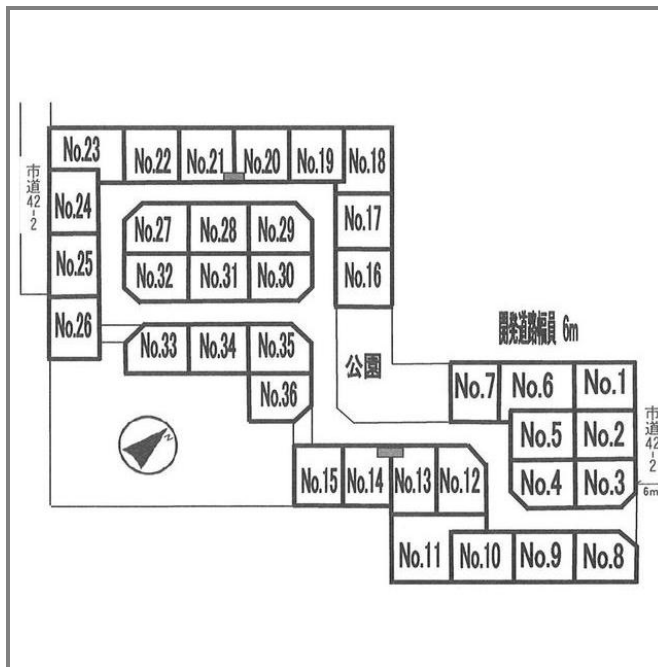 No.23 No.22 No.21 No.20 No.19 No.18
市道42-2
No.24
No.17
No.27 No.28 No.29
No.25
No.32 No.31 No.30
No.16
No.26
No.33 No.34 No.35
開発道路幅員 6m
公園
No.7 No.6 No.1
No.36
市道42-2
No.5 No.2
N
No.15 No.14 No.13 No.12
No.4 No.3
6m
No.11 No.10 No.9 No.8